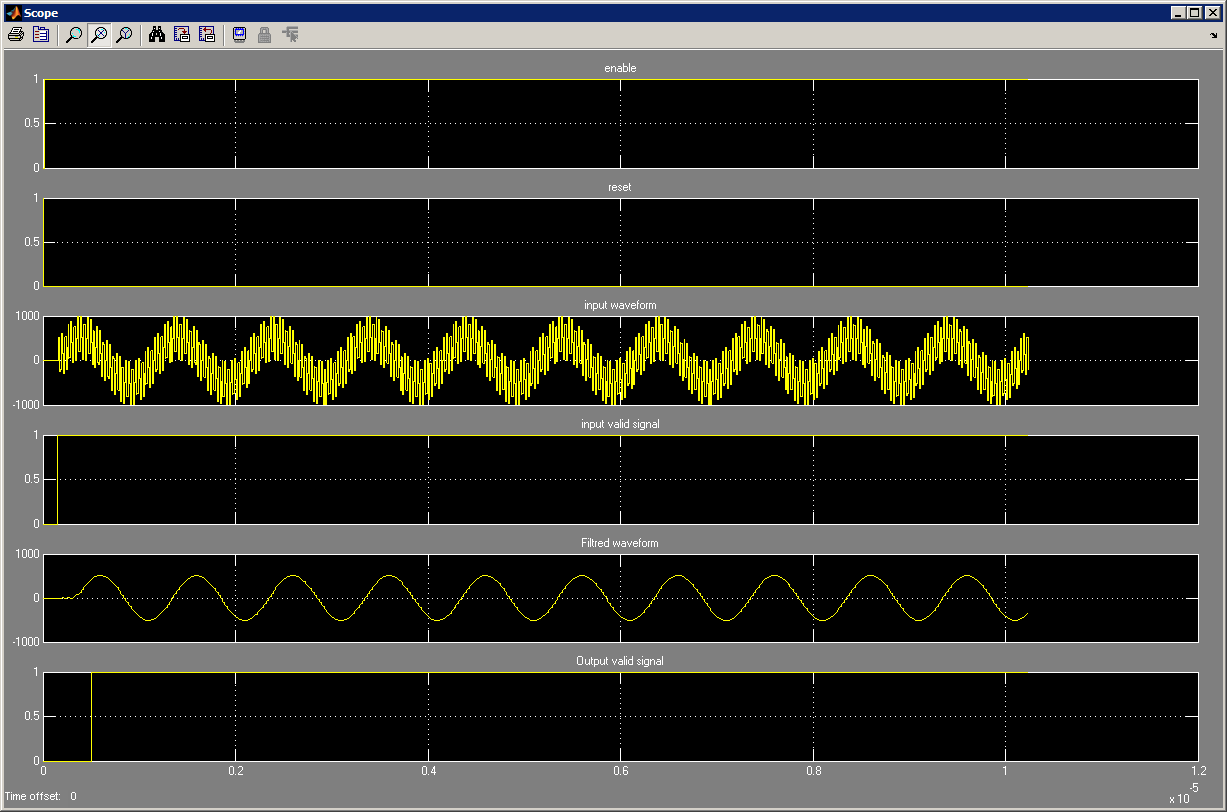 Scope
enable
1
0.5
0
reset
1
0.5
0
input waveform
1000
0
-1000
input valid signal
1
0.5
0
Filtred waveform
1000
0
-1000
Output valid signal
1
0.5
0
0 0.2 0.4 0.6 0.8 1 1.2
x 10^-5
Time offset: 0